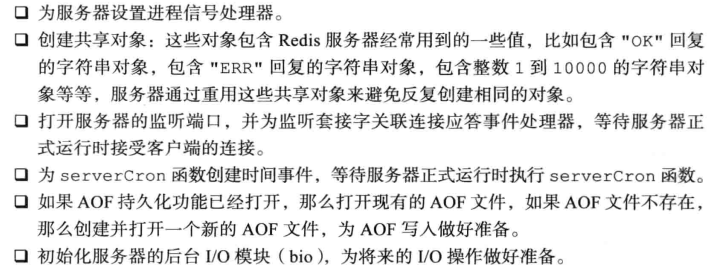 ❑ 为服务器设置进程信号处理器。
❑ 创建共享对象：这些对象包含 Redis 服务器经常用到的一些值，比如包含 "OK" 回复
的字符串对象，包含 "ERR" 回复的字符串对象，包含整数 1 到 10000 的字符串对
象等等，服务器通过重用这些共享对象来避免反复创建相同的对象。
❑ 打开服务器的监听端口，并为监听套接字关联连接应答事件处理器，等待服务器正
式运行时接受客户端的连接。
❑ 为 serverCron 函数创建时间事件，等待服务器正式运行时执行 serverCron 函数。
❑ 如果 AOF 持久化功能已经打开，那么打开现有的 AOF 文件，如果 AOF 文件不存在，
那么创建并打开一个新的 AOF 文件，为 AOF 写入做好准备。
❑ 初始化服务器的后台 I/O 模块（bio），为将来的 I/O 操作做好准备。